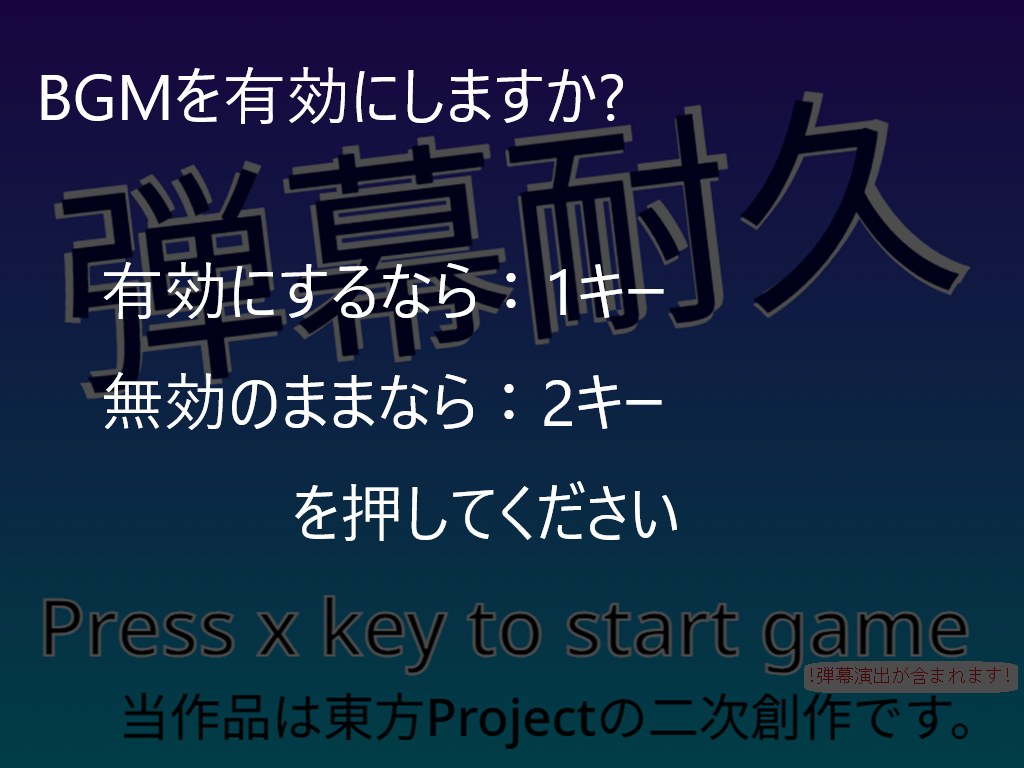 BGMを有効にしますか?
弾幕耐久
有効にするなら：1キー
無効のままなら：2キー
を押してください
Press x key to start game
!弾幕演出が含まれます!
当作品は東方Projectの二次創作です。